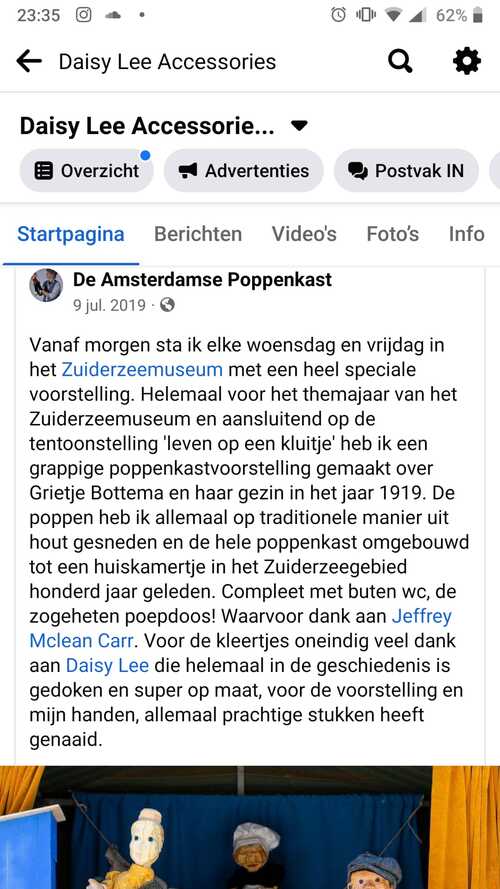 23:35
62%
Daisy Lee Accessories
Daisy Lee Accessorie...
Overzicht
Advertenties
Postvak IN
Startpagina
Berichten
Video's
Foto's
Info
De Amsterdamse Poppenkast
9 jul. 2019 ·
Vanaf morgen sta ik elke woensdag en vrijdag in
het Zuiderzeemuseum met een heel speciale
voorstelling. Helemaal voor het themajaar van het
Zuiderzeemuseum en aansluitend op de
tentoonstelling 'leven op een kluitje' heb ik een
grappige poppenkastvoorstelling gemaakt over
Grietje Bottema en haar gezin in het jaar 1919. De
poppen heb ik allemaal op traditionele manier uit
hout gesneden en de hele poppenkast omgebouwd
tot een huiskamertje in het Zuiderzeegebied
honderd jaar geleden. Compleet met buten wc, de
zogeheten poepdoos! Waarvoor dank aan Jeffrey
Mclean Carr. Voor de kleertjes oneindig veel dank
aan Daisy Lee die helemaal in de geschiedenis is
gedoken en super op maat, voor de voorstelling en
mijn handen, allemaal prachtige stukken heeft
genaaid.